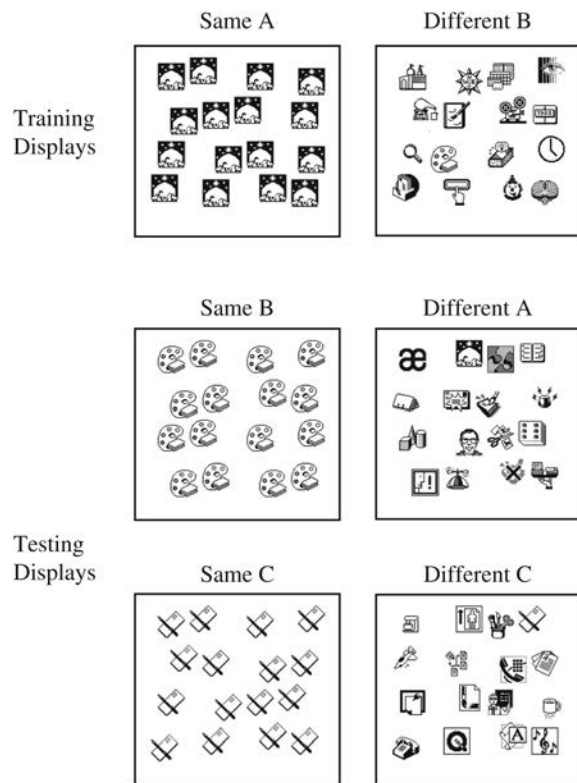 Same A
Different B
Training
Displays
Same B
Different A
æ
Testing
Displays
Same C
Different C
A